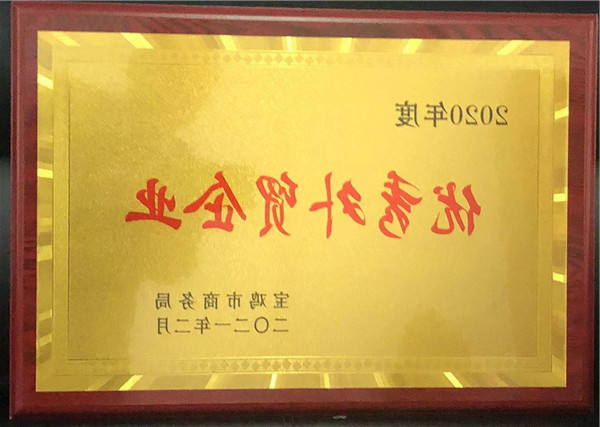 2020年度
优秀外贸企业
宝鸡市商务局
二〇二一年二月